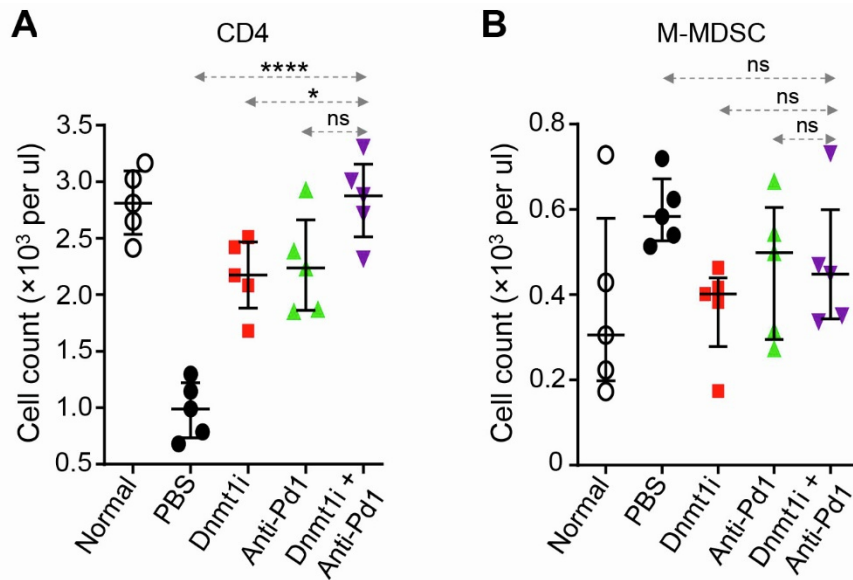 A
CD4
****
*
ns
Cell count (×10³ per ul)
3.5
3.0
2.5
2.0
1.5
1.0
0.5
Normal
PBS
Dnmt1i
Anti-Pd1
Dnmt1i +
Anti-Pd1
B
M-MDSC
ns
ns
ns
Cell count (×10³ per ul)
0.8
0.6
0.4
0.2
0
Normal
PBS
Dnmt1i
Anti-Pd1
Dnmt1i +
Anti-Pd1